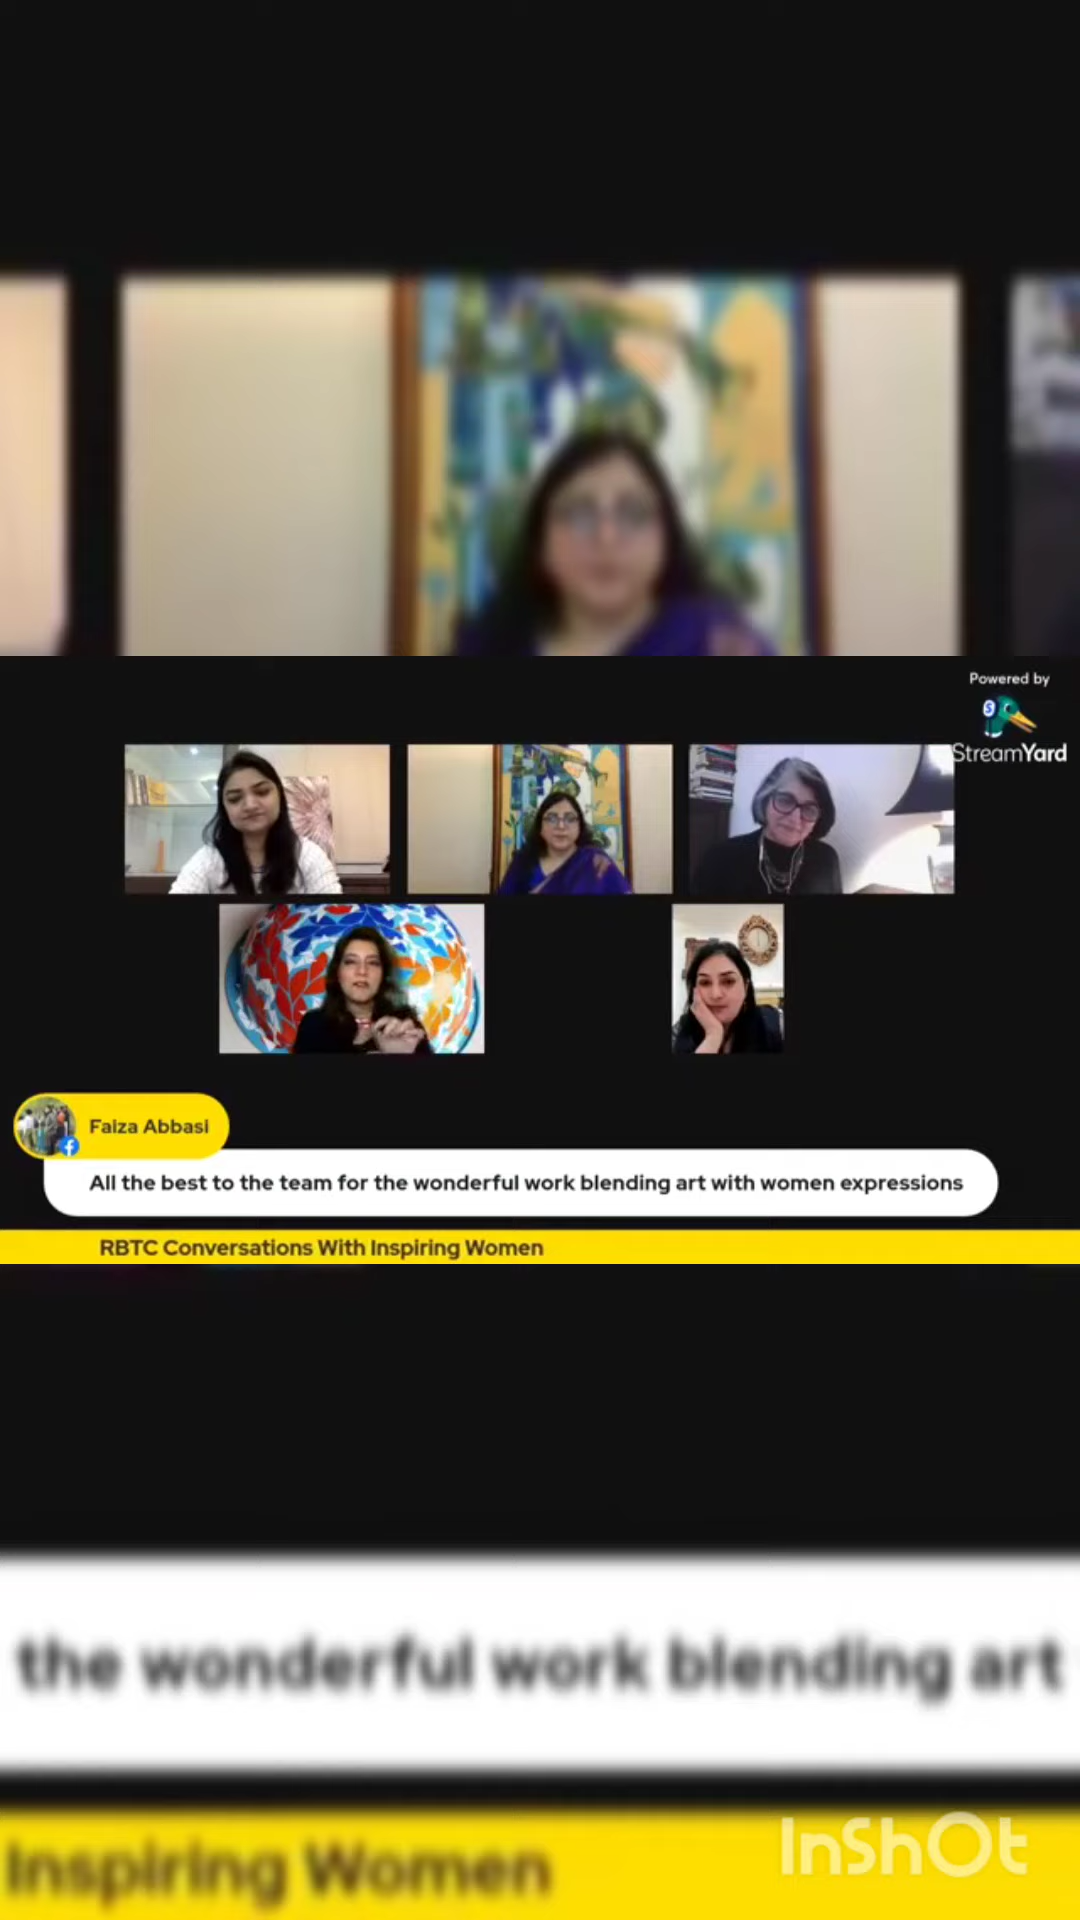 Powered by
StreamYard
Faiza Abbasi
All the best to the team for the wonderful work blending art with women expressions
RBTC Conversations With Inspiring Women
the wonderful work blending art
Inspiring Women
InShOt